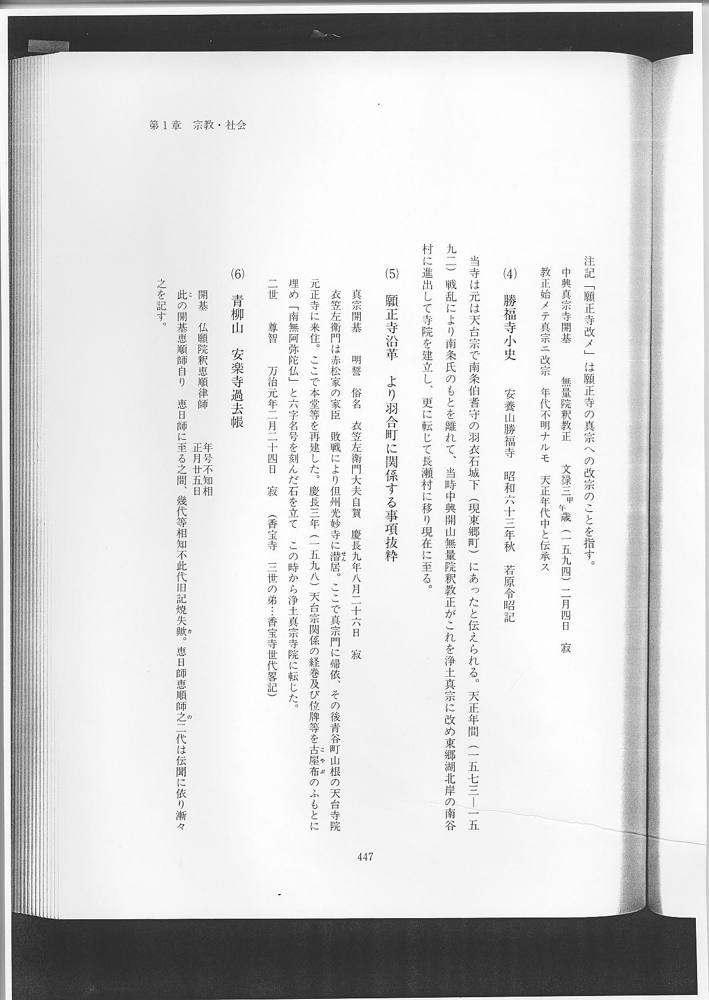 第1章　宗教・社会
注記「願正寺改メ」は願正寺の真宗への改宗のことを指す。
中興真宗寺開基　　無量院釈教正　　文禄三甲午歳（一五九四）二月四日　寂
教正始メテ真宗ニ改宗　年代不明ナルモ　天正年代中と伝承ス
(4)　勝福寺小史　　安養山勝福寺　昭和六十三年秋　若原令昭記
当寺は元は天台宗で南条伯耆守の羽衣石城下（現東郷町）にあったと伝えられる。天正年間（一五七三―一五
九二）戦乱により南条氏のもとを離れて、当時中興開山無量院釈教正がこれを浄土真宗に改め東郷湖北岸の南谷
村に進出して寺院を建立し、更に転じて長瀬村に移り現在に至る。
(5)　願正寺沿革　より羽合町に関係する事項抜粋
真宗開基　　明誓　俗名　衣笠左衛門大夫自賀　慶長九年八月二十六日　寂
衣笠左衛門は赤松家の家臣　敗戦により但州光妙寺に潜せん居。ここで真宗門に帰依、その後青谷町山根の天台寺院
元正寺に来住。ここで本堂等を再建した。慶長三年（一五九八）天台宗関係の経巻及び位牌等を古屋布こやぶのふもとに
埋め「南無阿弥陀仏」と六字名号を刻んだ石を立て　この時から浄土真宗寺院に転じた。
二世　　尊智　　万治元年二月二十四日　寂　（香宝寺　三世の弟…香宝寺世代畧記）
(6)　青柳山　安楽寺過去帳
開基　仏願院釈恵順律師　　年号不知相
正月廿五日
此この開基恵順師自り　恵日師に至る之間、幾代等相知不此代旧記焼失歟カ。恵日師恵順師之の二代は伝聞に依り漸々
之を記す。
447